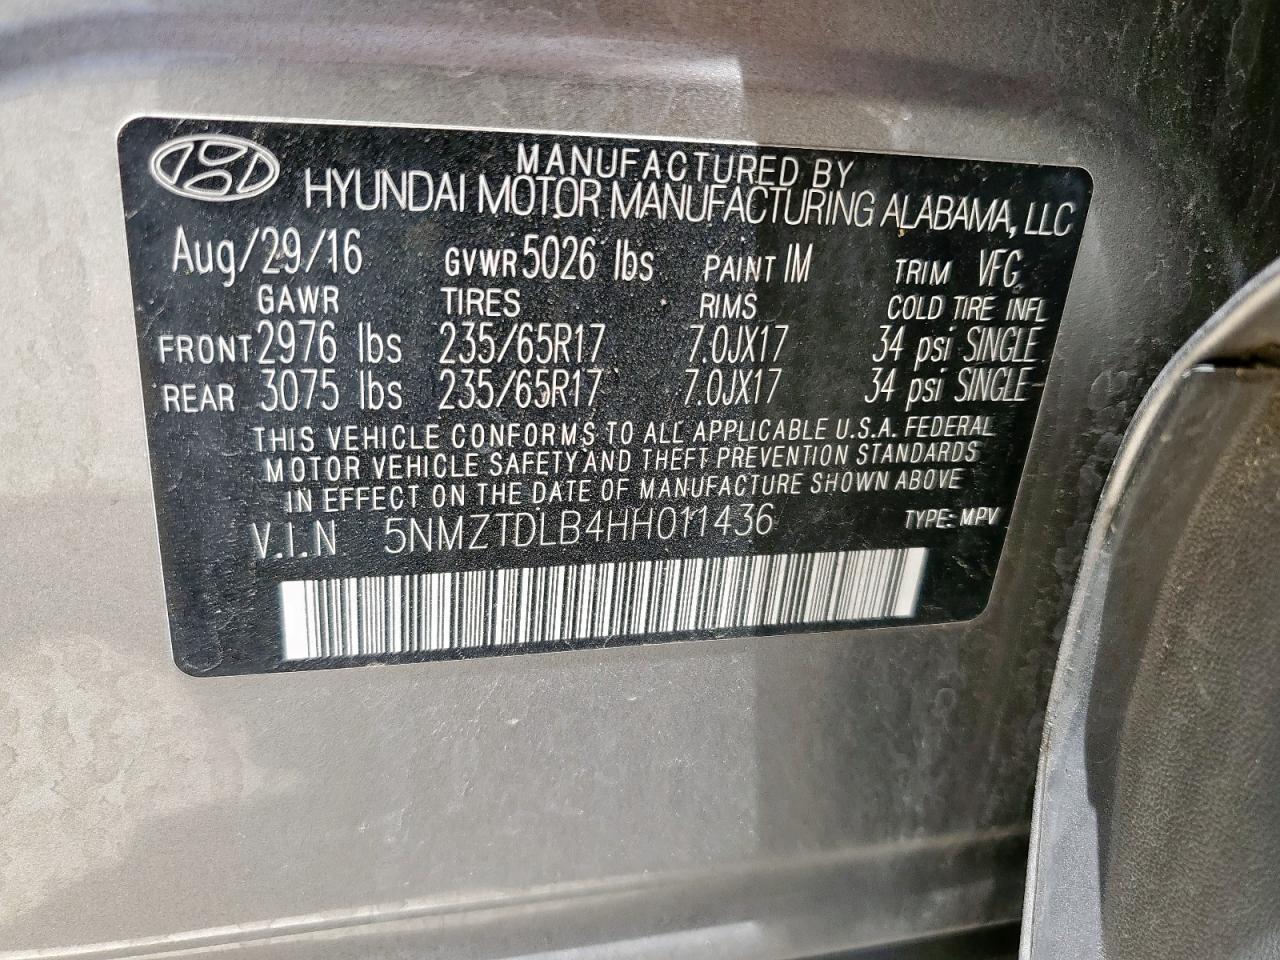 MANUFACTURED BY
HYUNDAI MOTOR MANUFACTURING ALABAMA, LLC
Aug/29/16 GVWR 5026 lbs PAINT IM TRIM VFG
GAWR TIRES RIMS COLD TIRE INFL
FRONT 2976 lbs 235/65R17 7.0JX17 34 psi SINGLE
REAR 3075 lbs 235/65R17 7.0JX17 34 psi SINGLE
THIS VEHICLE CONFORMS TO ALL APPLICABLE U.S.A. FEDERAL
MOTOR VEHICLE SAFETY AND THEFT PREVENTION STANDARDS
IN EFFECT ON THE DATE OF MANUFACTURE SHOWN ABOVE
V.I.N 5NMZTDLB4HH011436 TYPE: MPV